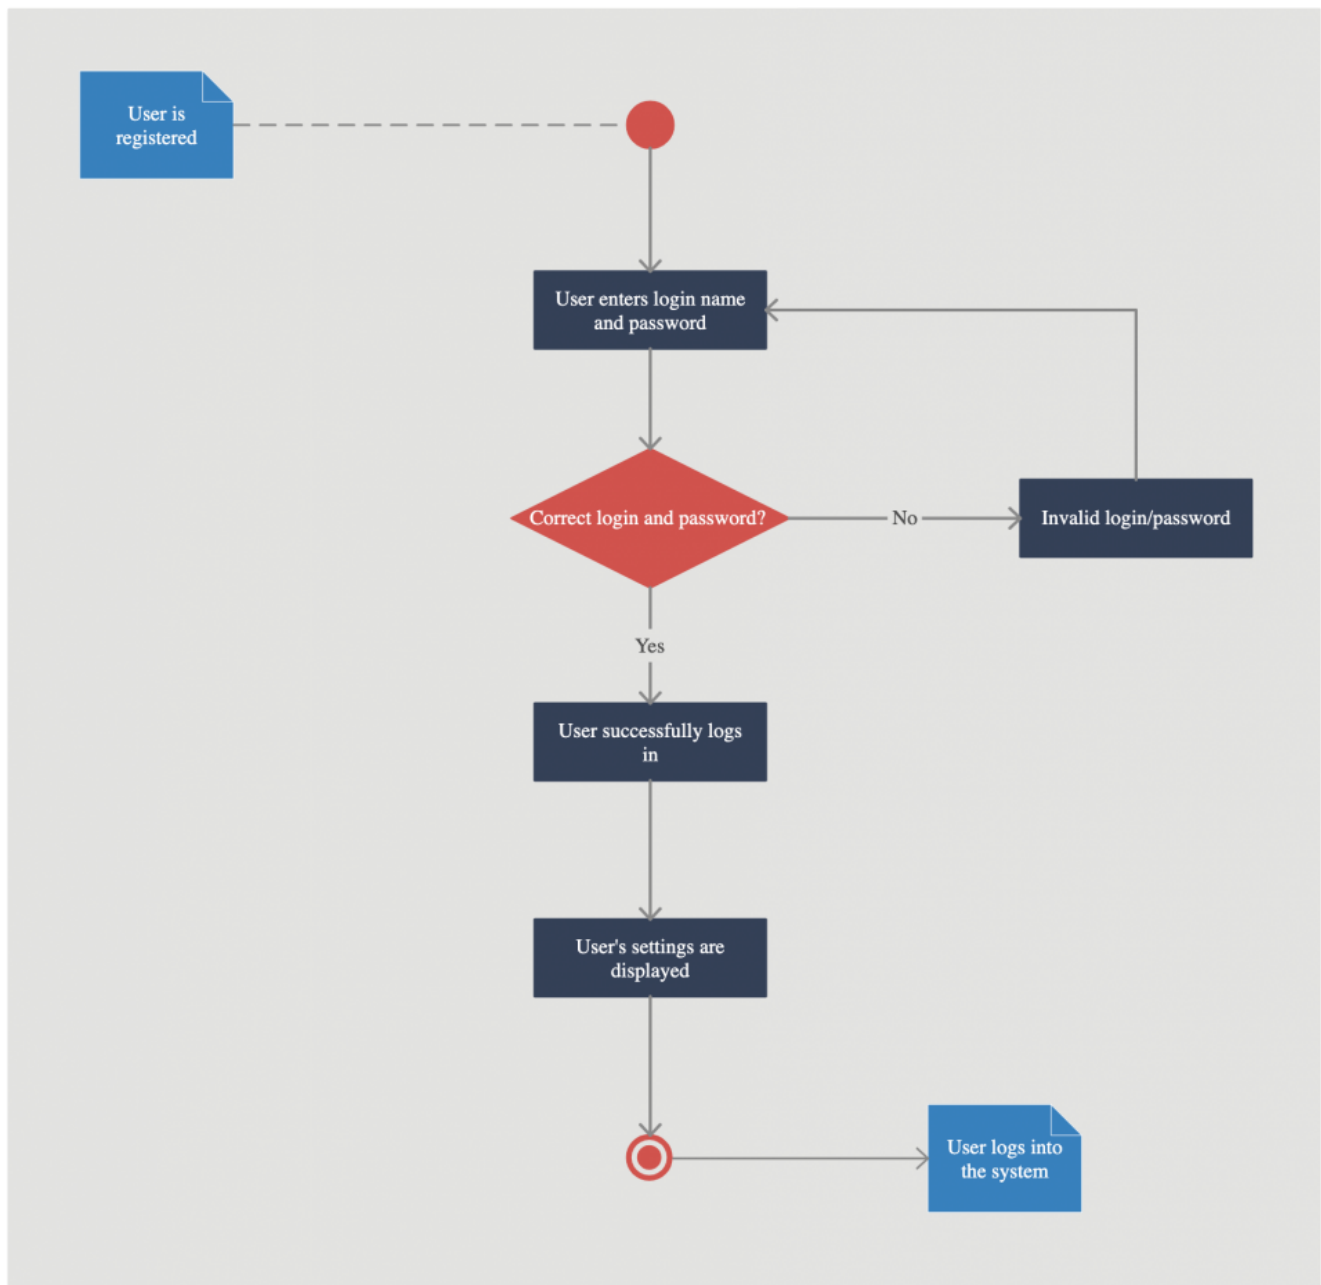 User is
registered
User enters login name
and password
Correct login and password?
No
Invalid login/password
Yes
User successfully logs
in
User's settings are
displayed
User logs into
the system